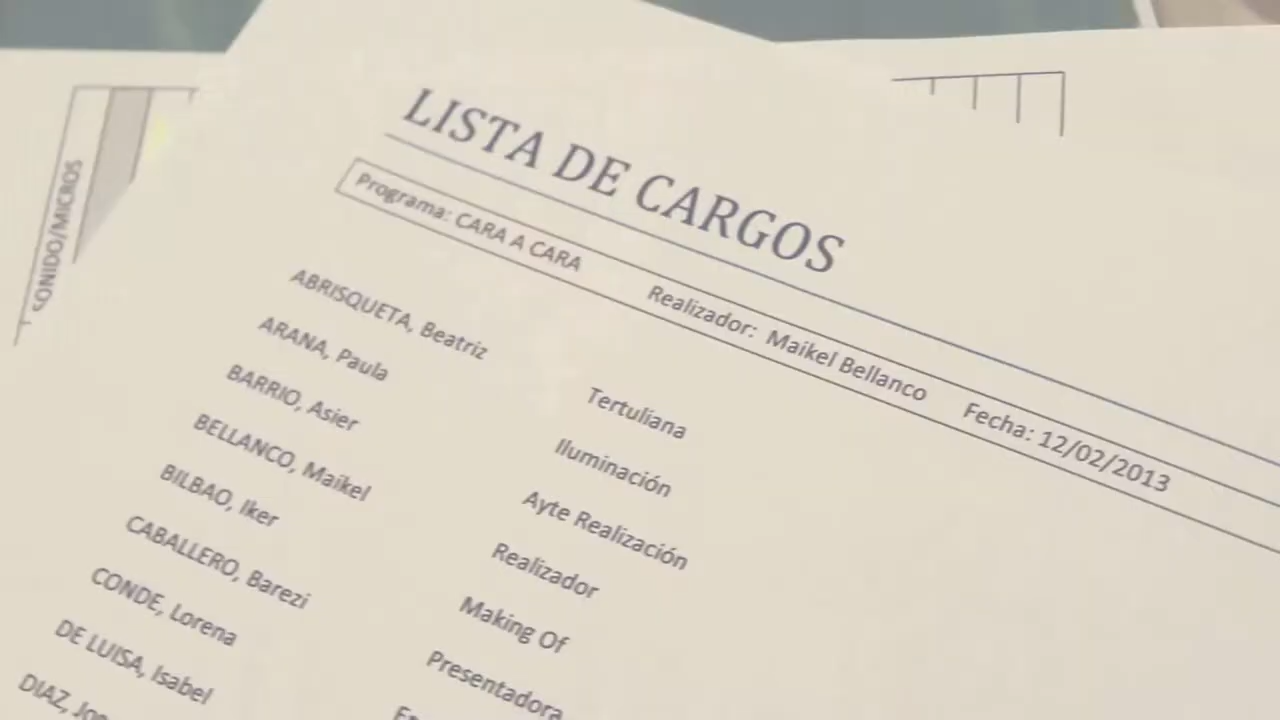 LISTA DE CARGOS
Programa: CARA A CARA Realizador: Maikel Bellanco Fecha: 12/02/2013
ABRISQUETA, Beatriz Tertuliana
ARANA, Paula Iluminación
BARRIO, Asier Ayte Realización
BELLANCO, Maikel Realizador
BILBAO, Iker Making Of
CABALLERO, Barezi Presentadora
CONDE, Lorena
DE LUISA, Isabel
DIAZ,
SONIDO/MICROS